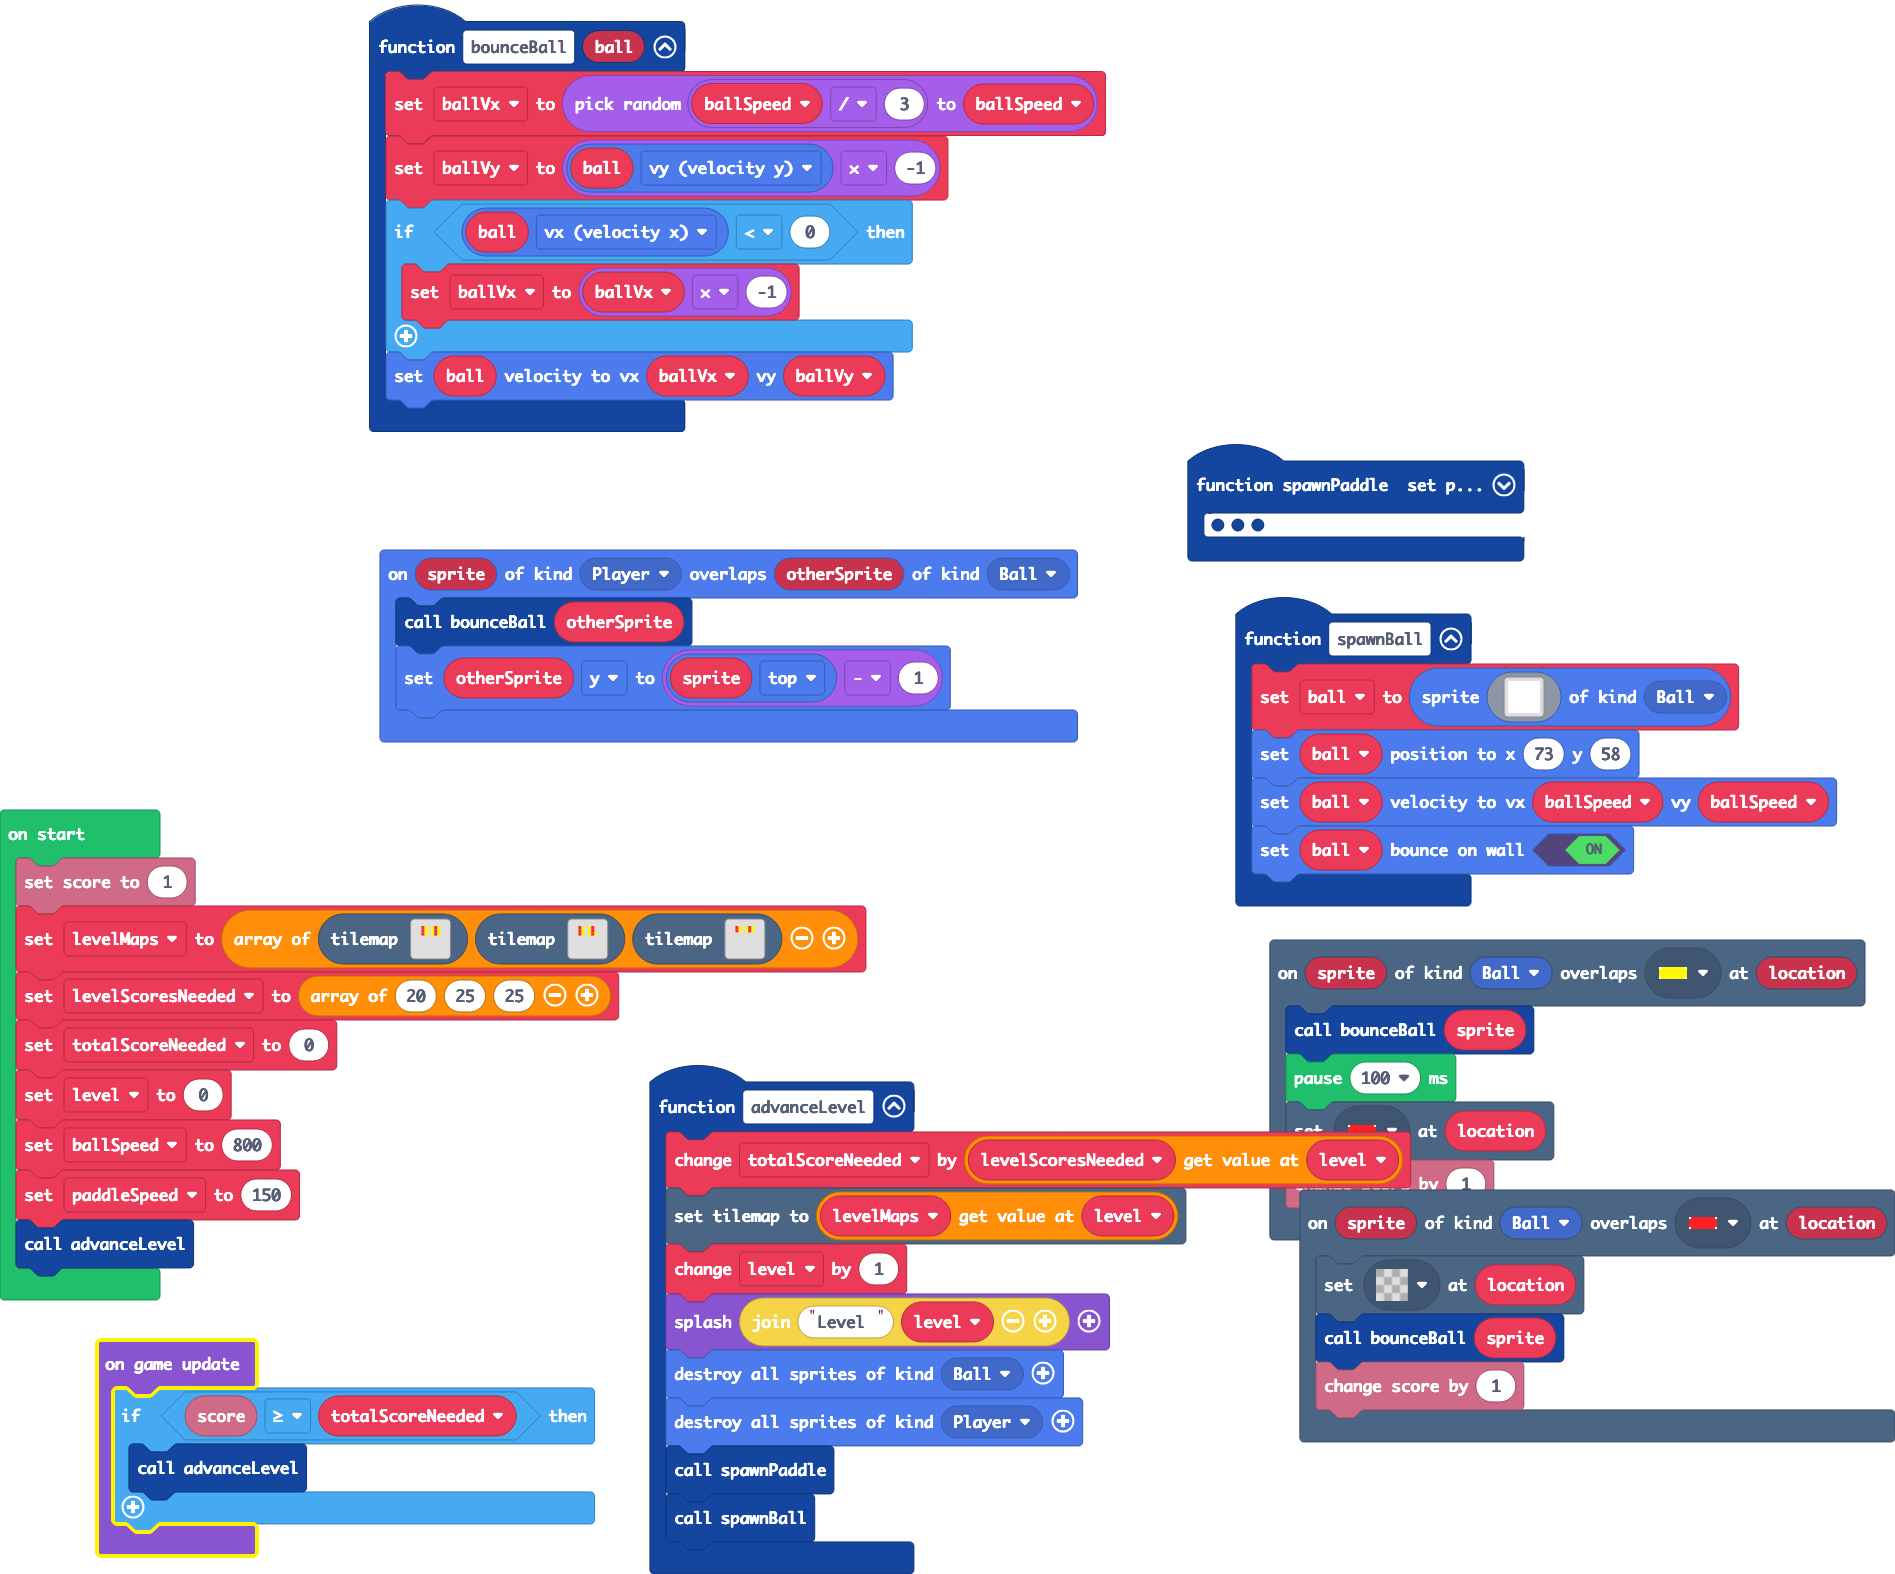 function bounceBall ball
set ballVx to pick random ballSpeed / 3 to ballSpeed
set ballVy to ball vy (velocity y) x -1
if ball vx (velocity x) < 0 then
set ballVx to ballVx x -1
set ball velocity to vx ballVx vy ballVy
function spawnPaddle set p...
on sprite of kind Player overlaps otherSprite of kind Ball
call bounceBall otherSprite
set otherSprite y to sprite top - 1
function spawnBall
set ball to sprite of kind Ball
set ball position to x 73 y 58
set ball velocity to vx ballSpeed vy ballSpeed
set ball bounce on wall ON
on start
set score to 1
set levelMaps to array of tilemap tilemap tilemap
set levelScoresNeeded to array of 20 25 25
set totalScoreNeeded to 0
set level to 0
set ballSpeed to 800
set paddleSpeed to 150
call advanceLevel
on sprite of kind Ball overlaps at location
call bounceBall sprite
pause 100 ms
set at location
by 1
function advanceLevel
change totalScoreNeeded by levelScoresNeeded get value at level
set tilemap to levelMaps get value at level
change level by 1
splash join "Level " level
destroy all sprites of kind Ball
destroy all sprites of kind Player
call spawnPaddle
call spawnBall
on sprite of kind Ball overlaps at location
set at location
call bounceBall sprite
change score by 1
on game update
if score ≥ totalScoreNeeded then
call advanceLevel